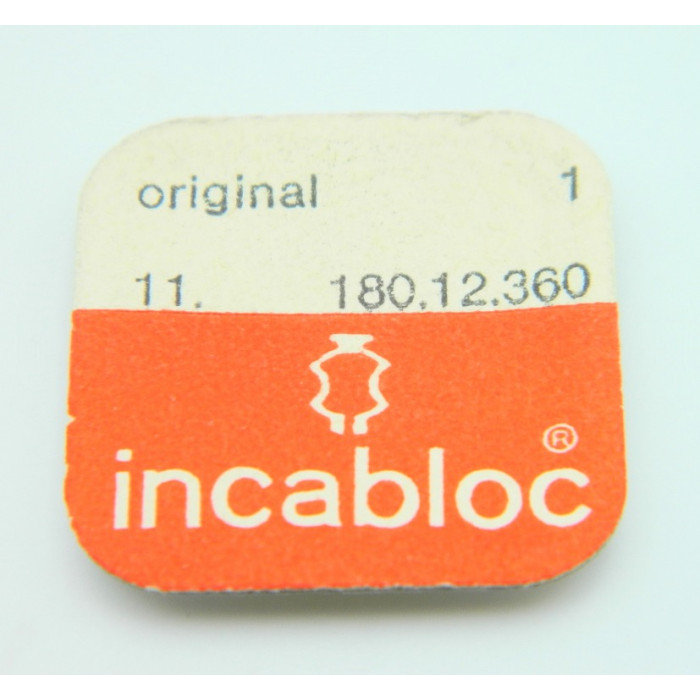 original 1
11. 180.12.360
®
incabloc